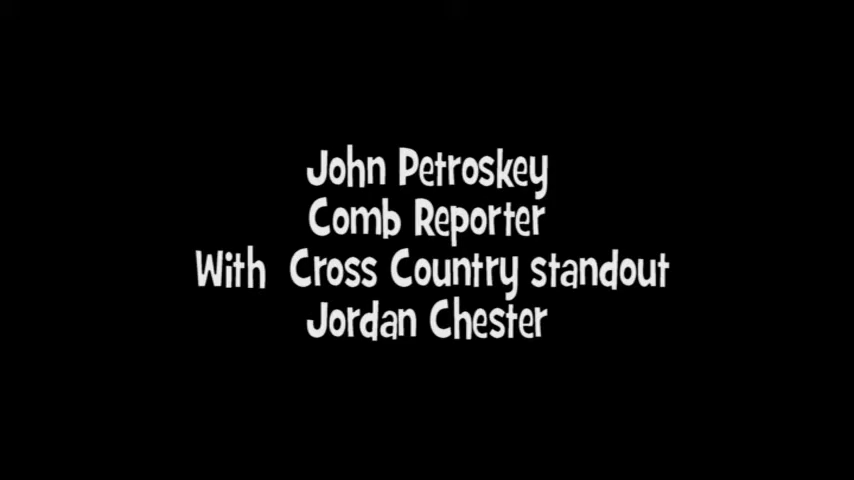 John Petroskey
Comb Reporter
With  Cross Country standout
Jordan Chester